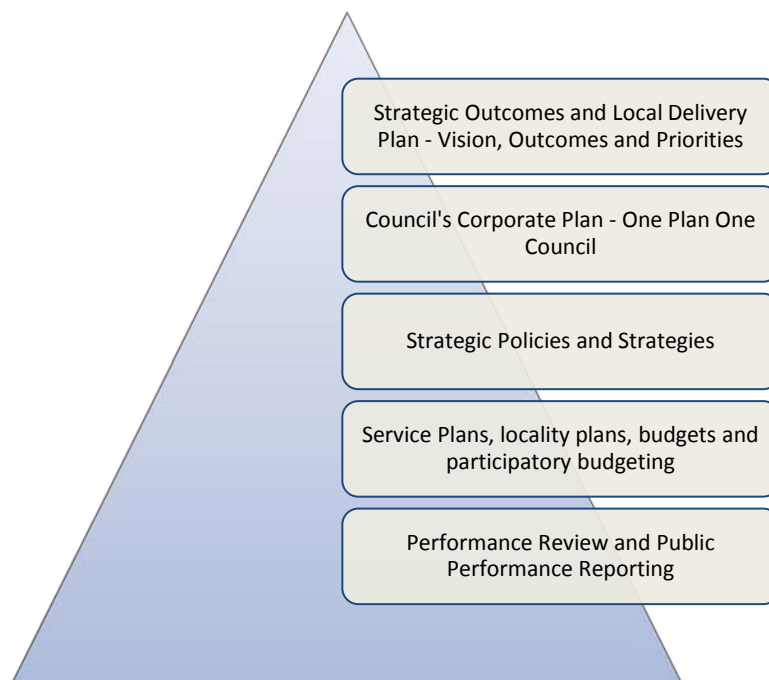 Strategic Outcomes and Local Delivery
Plan - Vision, Outcomes and Priorities
Council's Corporate Plan - One Plan One
Council
Strategic Policies and Strategies
Service Plans, locality plans, budgets and
participatory budgeting
Performance Review and Public
Performance Reporting